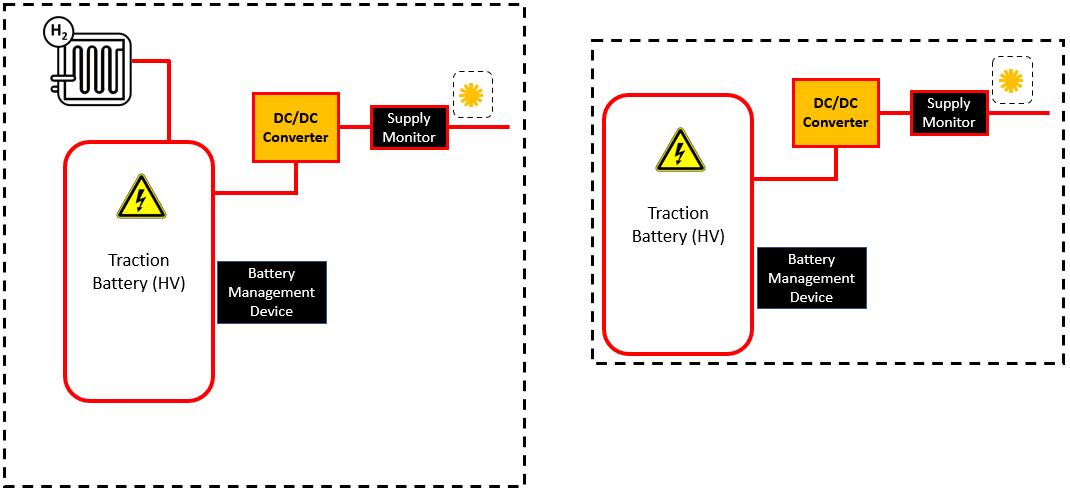 H2
DC/DC
Converter
Supply
Monitor
Traction
Battery (HV)
Battery
Management
Device
DC/DC
Converter
Supply
Monitor
Traction
Battery (HV)
Battery
Management
Device